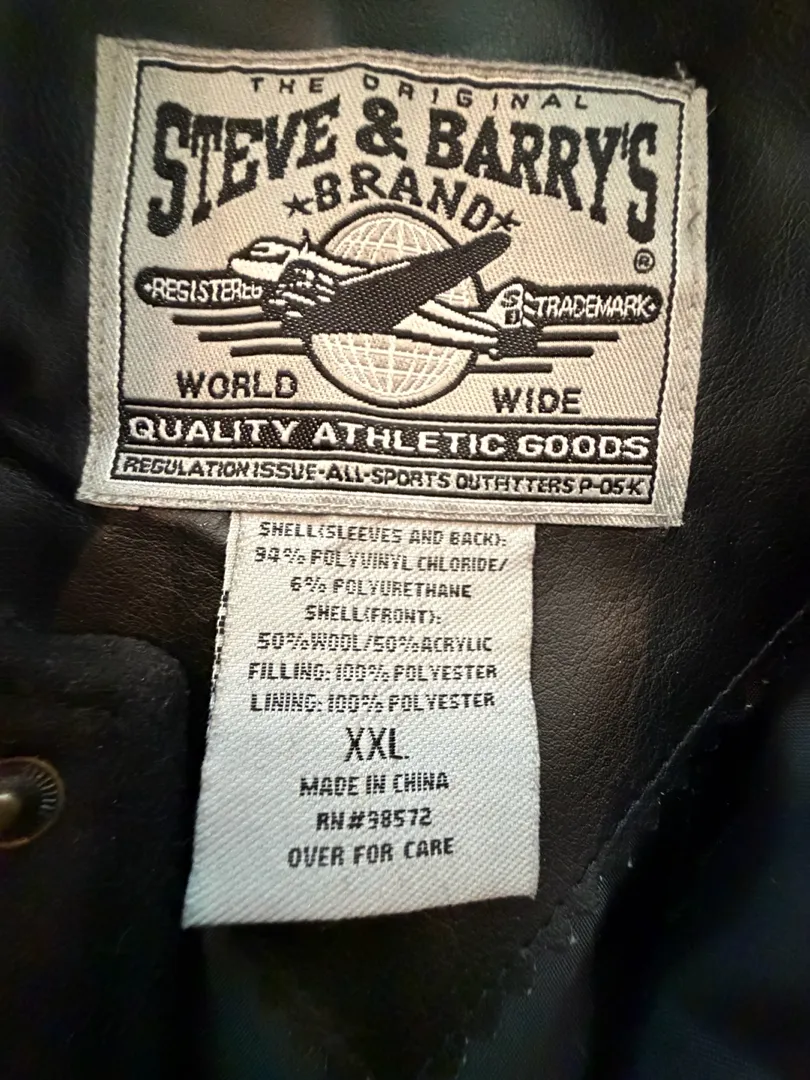 THE ORIGINAL
STEVE & BARRY'S
★BRAND★
®
•REGISTERED
SB
TRADEMARK•
WORLD WIDE
QUALITY ATHLETIC GOODS
REGULATION ISSUE-ALL-SPORTS OUTFITTERS P-05-K
SHELL(SLEEVES AND BACK):
94% POLYVINYL CHLORIDE/
6% POLYURETHANE
SHELL(FRONT):
50%WOOL/50%ACRYLIC
FILLING: 100% POLYESTER
LINING: 100% POLYESTER
XXL
MADE IN CHINA
RN#98572
OVER FOR CARE